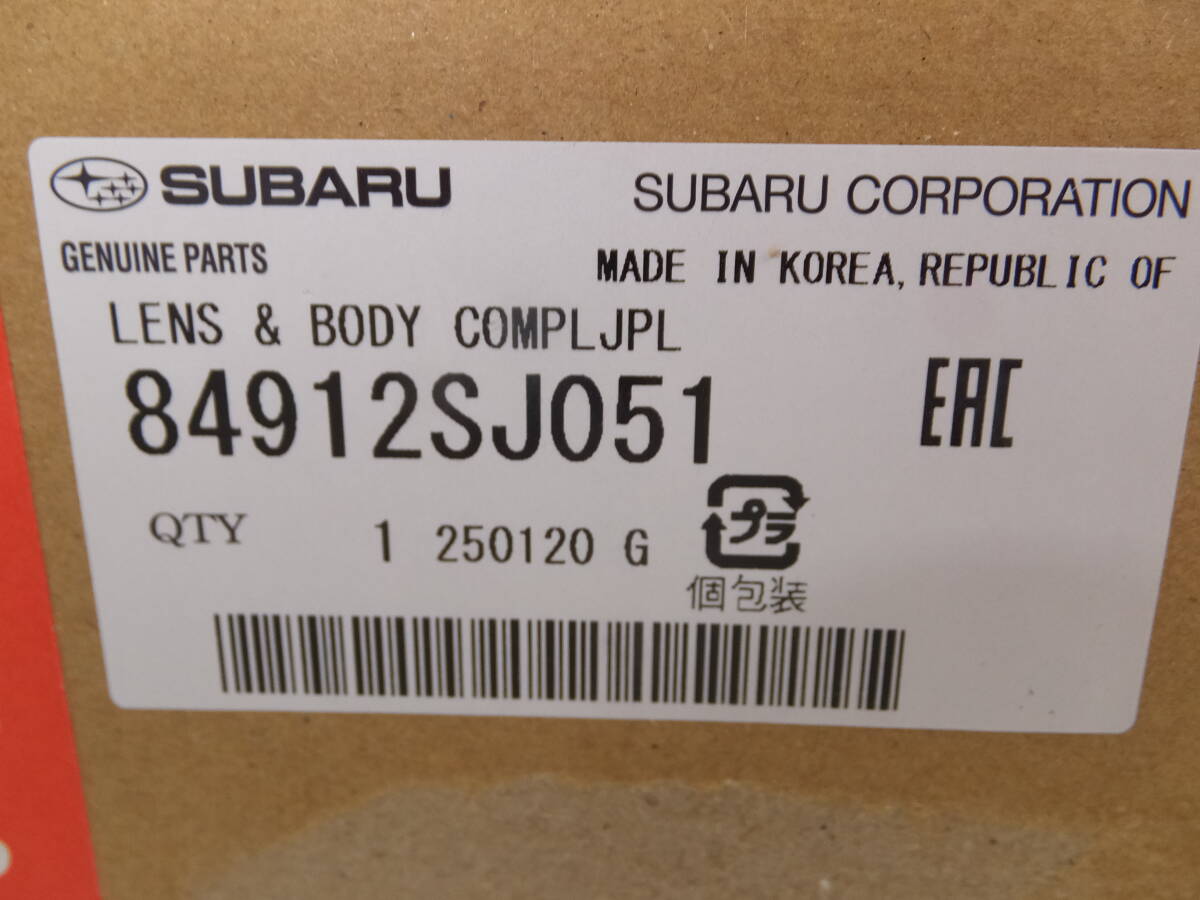 SUBARU
SUBARU CORPORATION
GENUINE PARTS
MADE IN KOREA, REPUBLIC OF
LENS & BODY COMPLJPL
84912SJ051
EAC
QTY 1 250120 G
プラ
個包装